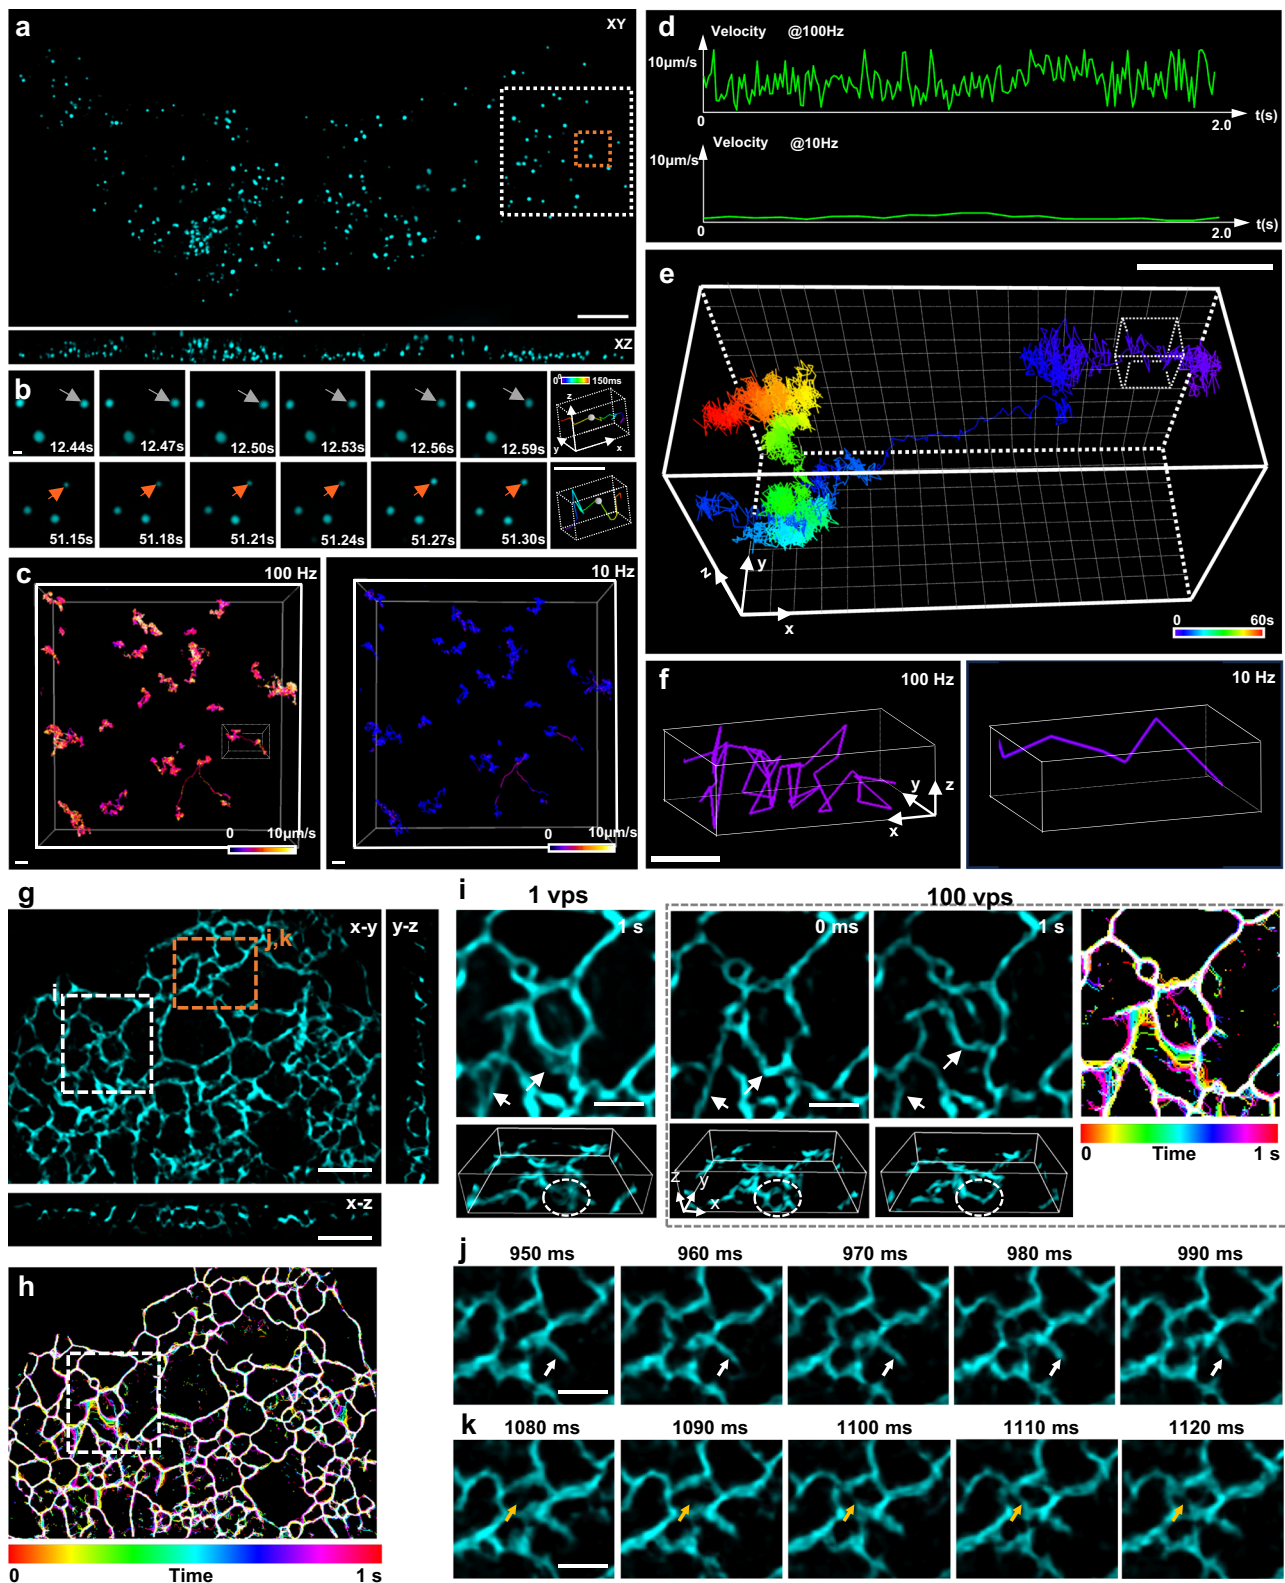 a
XY
XZ
b
12.44s
12.47s
12.50s
12.53s
12.56s
12.59s
0 150ms
z
y
x
51.15s
51.18s
51.21s
51.24s
51.27s
51.30s
c
100 Hz
0 10μm/s
10 Hz
0 10μm/s
d
Velocity @100Hz
10μm/s
0 2.0 t(s)
Velocity @10Hz
10μm/s
0 2.0 t(s)
e
z y
x
0 60s
f
100 Hz
y z
x
10 Hz
g
x-y
y-z
j,k
i
x-z
h
0 Time 1 s
i
1 vps
100 vps
1 s
0 ms
1 s
z y
x
0 Time 1 s
j
950 ms 960 ms 970 ms 980 ms 990 ms
k
1080 ms 1090 ms 1100 ms 1110 ms 1120 ms